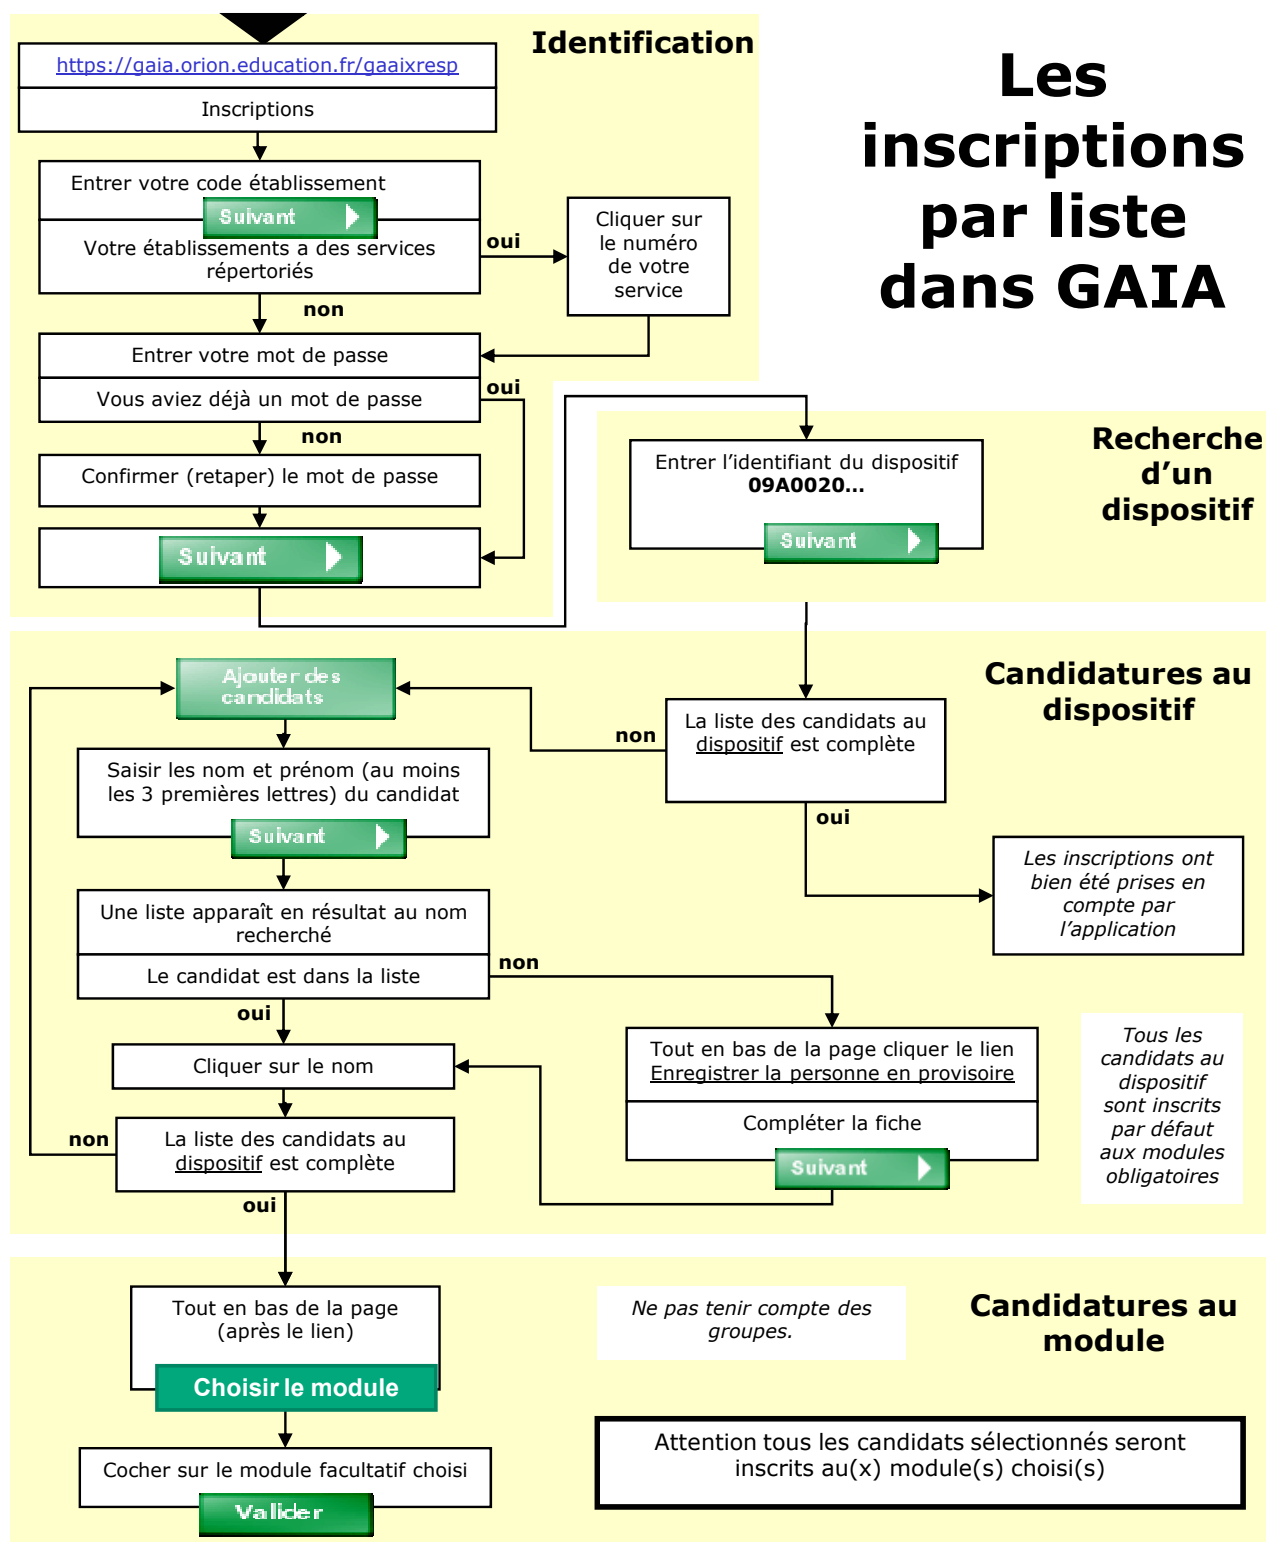 Identification
Les
inscriptions
par liste
dans GAIA
https://gaia.orion.education.fr/gaaixresp
Inscriptions
Entrer votre code établissement
Suivant
Votre établissements a des services
répertoriés
oui
Cliquer sur
le numéro
de votre
service
non
Entrer votre mot de passe
Vous aviez déjà un mot de passe
oui
non
Confirmer (retaper) le mot de passe
Suivant
Recherche
d’un
dispositif
Entrer l’identifiant du dispositif
09A0020...
Suivant
Candidatures au
dispositif
Ajouter des
candidats
non
La liste des candidats au
dispositif est complète
oui
Les inscriptions ont
bien été prises en
compte par
l’application
Saisir les nom et prénom (au moins
les 3 premières lettres) du candidat
Suivant
Une liste apparaît en résultat au nom
recherché
Le candidat est dans la liste
non
oui
Cliquer sur le nom
Tout en bas de la page cliquer le lien
Enregistrer la personne en provisoire
Compléter la fiche
Suivant
Tous les
candidats au
dispositif
sont inscrits
par défaut
aux modules
obligatoires
non
La liste des candidats au
dispositif est complète
oui
Candidatures au
module
Tout en bas de la page
(après le lien)
Choisir le module
Ne pas tenir compte des
groupes.
Cocher sur le module facultatif choisi
Valider
Attention tous les candidats sélectionnés seront
inscrits au(x) module(s) choisi(s)